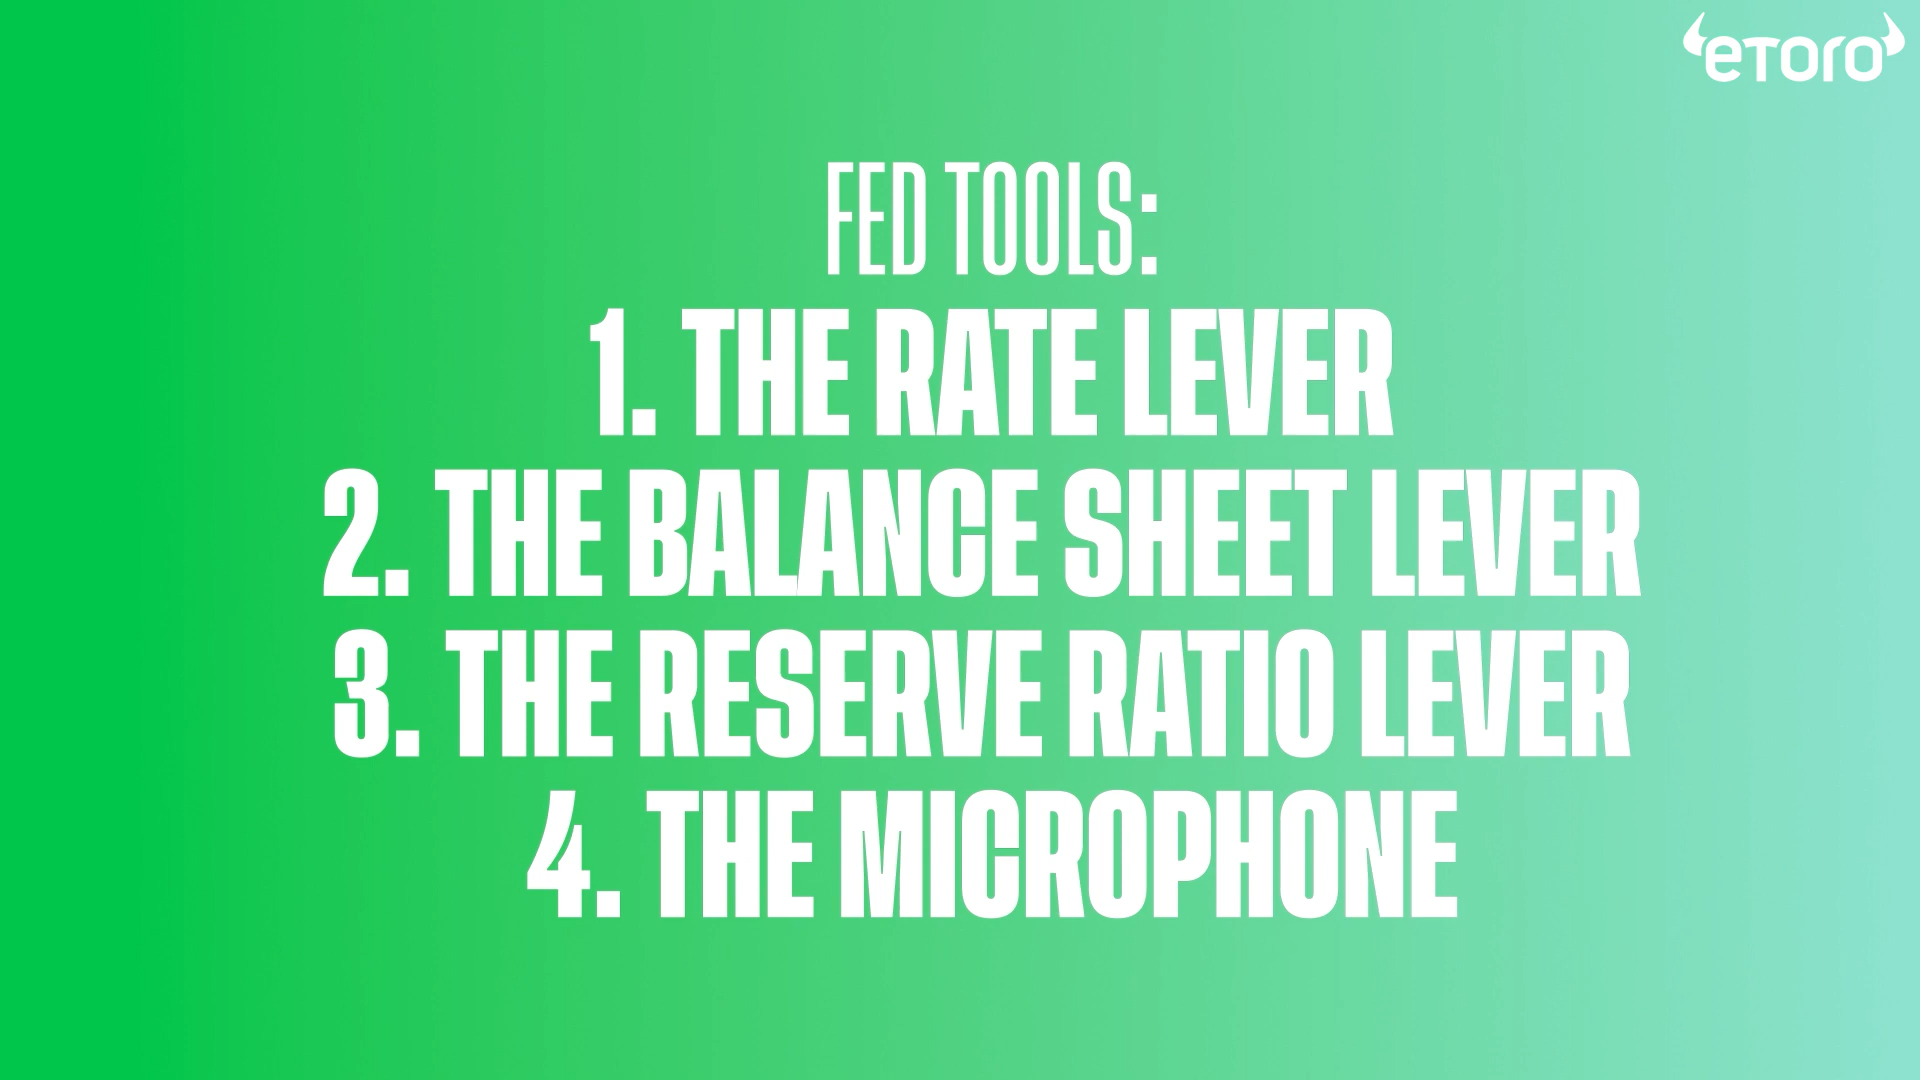 eToro
FED TOOLS:
1. THE RATE LEVER
2. THE BALANCE SHEET LEVER
3. THE RESERVE RATIO LEVER
4. THE MICROPHONE